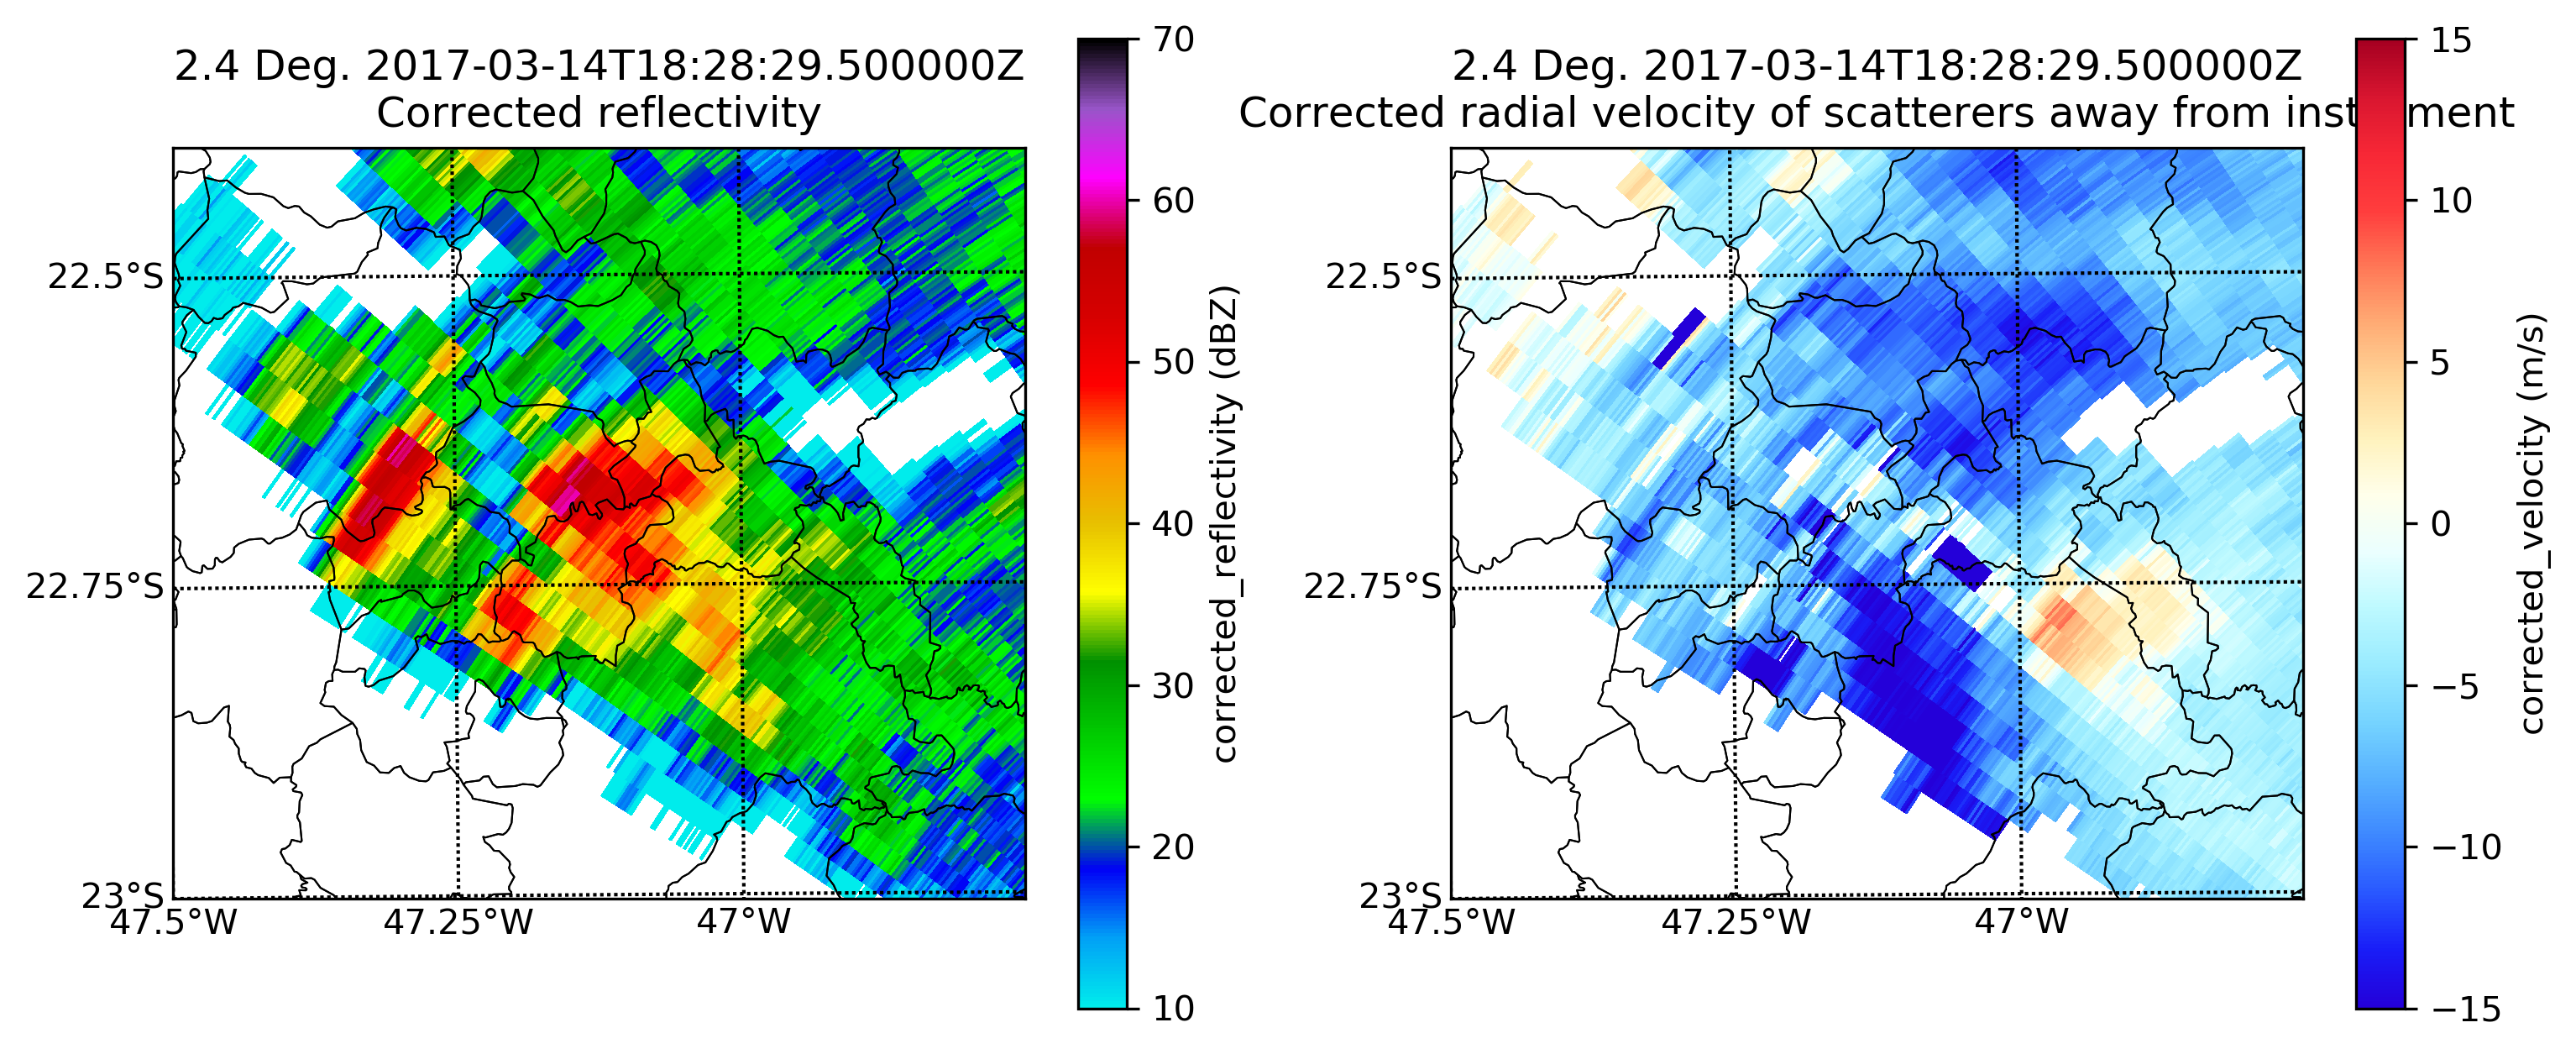 2.4 Deg. 2017-03-14T18:28:29.500000Z
Corrected reflectivity
22.5°S
22.75°S
23°S
47.5°W
47.25°W
47°W
70
60
50
40
30
20
10
corrected_reflectivity (dBZ)
2.4 Deg. 2017-03-14T18:28:29.500000Z
Corrected radial velocity of scatterers away from inst ment
22.5°S
22.75°S
23°S
47.5°W
47.25°W
47°W
15
10
5
0
−5
−10
−15
corrected_velocity (m/s)